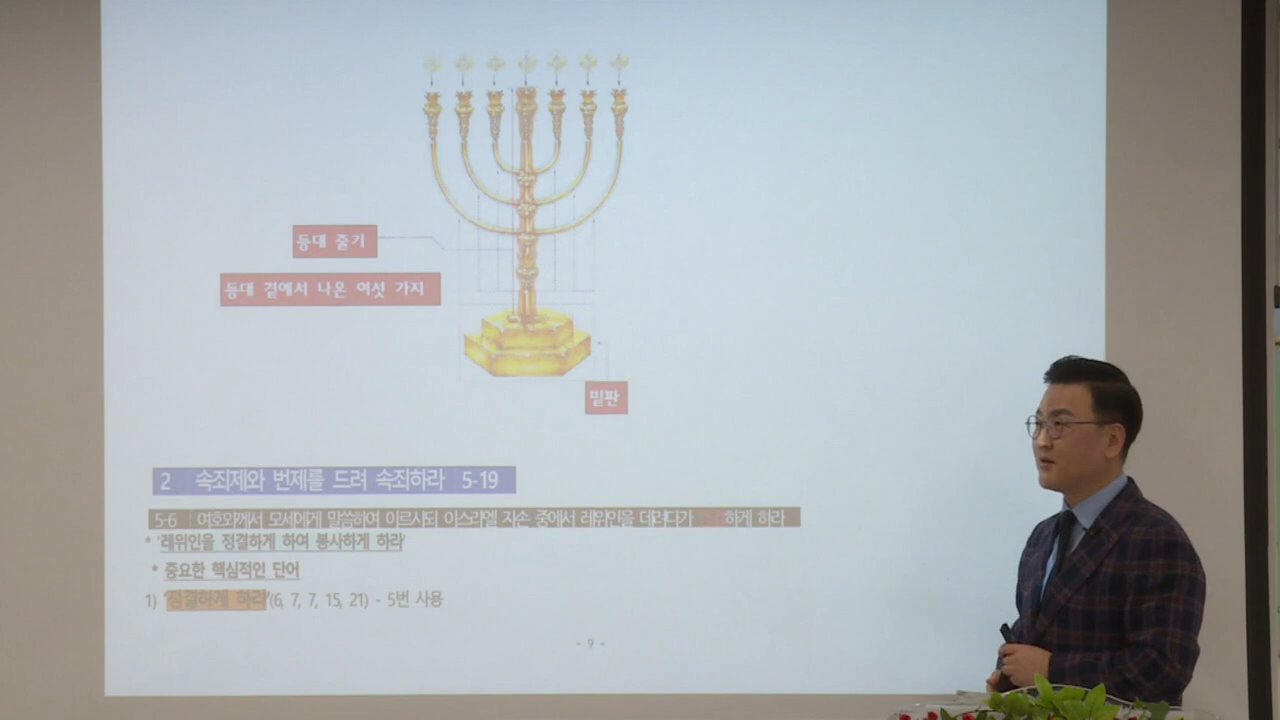 등대 줄기
등대 곁에서 나온 여섯 가지
밑판
2 속죄제와 번제를 드려 속죄하라 5-19
5-6 여호와께서 모세에게 말씀하여 이르시되 이스라엘 자손 중에서 레위인을 데려다가 정결하게 하라
* '레위인을 정결하게 하여 봉사하게 하라'
* 중요한 핵심적인 단어
1) '정결하게 하라'(6, 7, 7, 15, 21) - 5번 사용
- 9 -